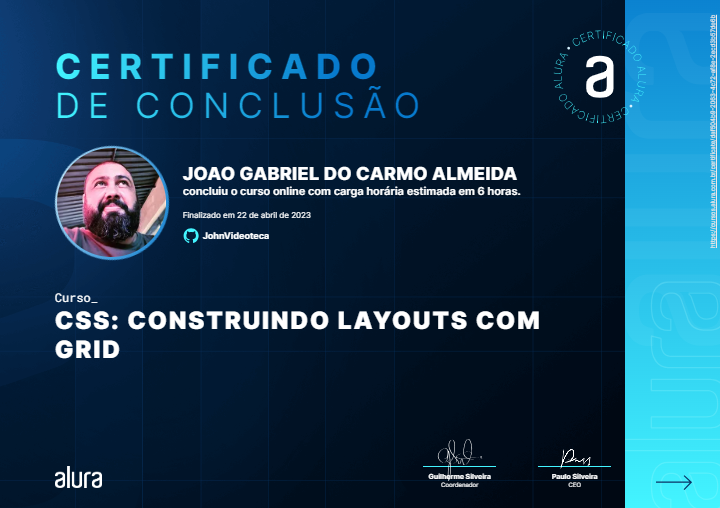 CERTIFICADO
DE CONCLUSÃO
CERTIFICADO ALURA • CERTIFICADO ALURA •
a
JOAO GABRIEL DO CARMO ALMEIDA
concluiu o curso online com carga horária estimada em 6 horas.
Finalizado em 22 de abril de 2023
JohnVideoteca
Curso_
CSS: CONSTRUINDO LAYOUTS COM
GRID
alura
Guilherme Silveira
Coordenador
Paulo Silveira
CEO
alura